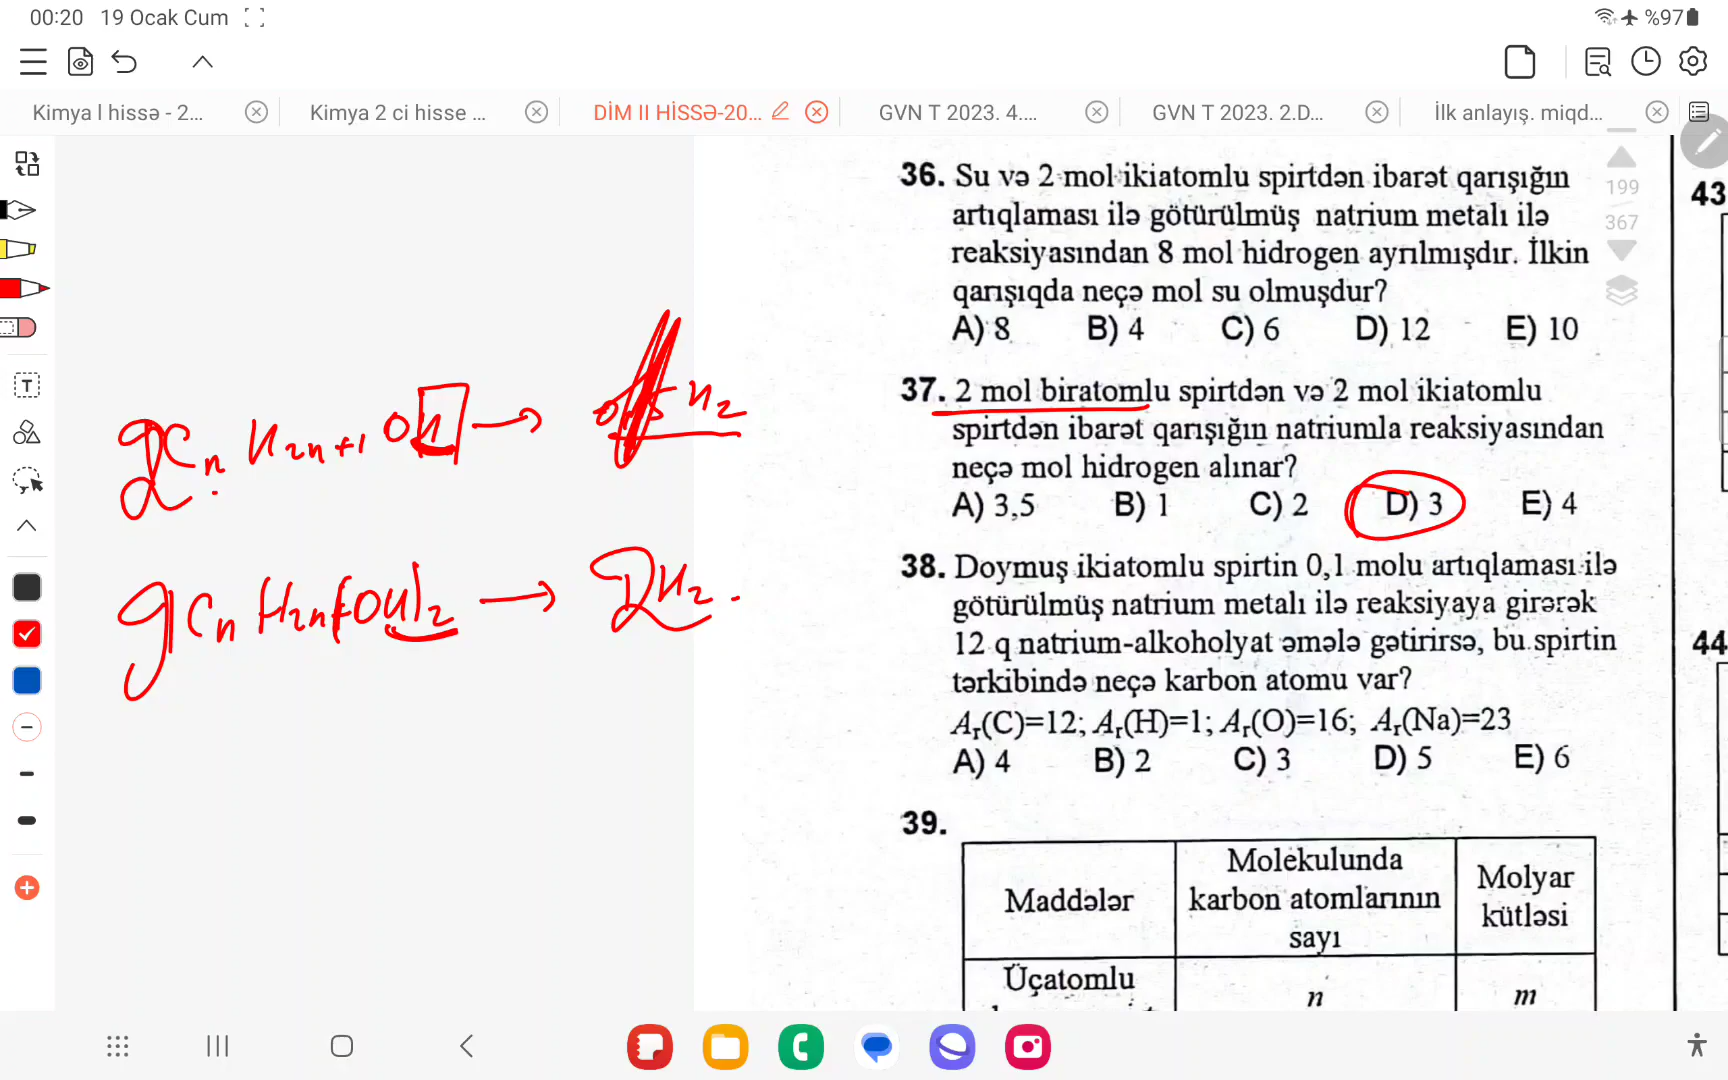 00:20 19 Ocak Cum
%97
Kimya I hissə - 2...
Kimya 2 ci hisse ...
DİM II HİSSƏ-20...
GVN T 2023. 4....
GVN T 2023. 2.D...
İlk anlayış. miqd...
199
367
36. Su və 2 mol ikiatomlu spirtdən ibarət qarışığın
artıqlaması ilə götürülmüş natrium metalı ilə
reaksiyasından 8 mol hidrogen ayrılmışdır. İlkin
qarışıqda neçə mol su olmuşdur?
A) 8 B) 4 C) 6 D) 12 E) 10
37. 2 mol biratomlu spirtdən və 2 mol ikiatomlu
spirtdən ibarət qarışığın natriumla reaksiyasından
neçə mol hidrogen alınar?
A) 3,5 B) 1 C) 2 D) 3 E) 4
38. Doymuş ikiatomlu spirtin 0,1 molu artıqlaması ilə
götürülmüş natrium metalı ilə reaksiyaya girərək
12 q natrium-alkoholyat əmələ gətirirsə, bu spirtin
tərkibində neçə karbon atomu var?
Ar(C)=12; Ar(H)=1; Ar(O)=16; Ar(Na)=23
A) 4 B) 2 C) 3 D) 5 E) 6
39.
Maddələr
Molekulunda
karbon atomlarının
sayı
Molyar
kütləsi
Üçatomlu
n
m
43
44
CnH2n+1OH → H2
CnH2n(OH)2 → 2H2
T